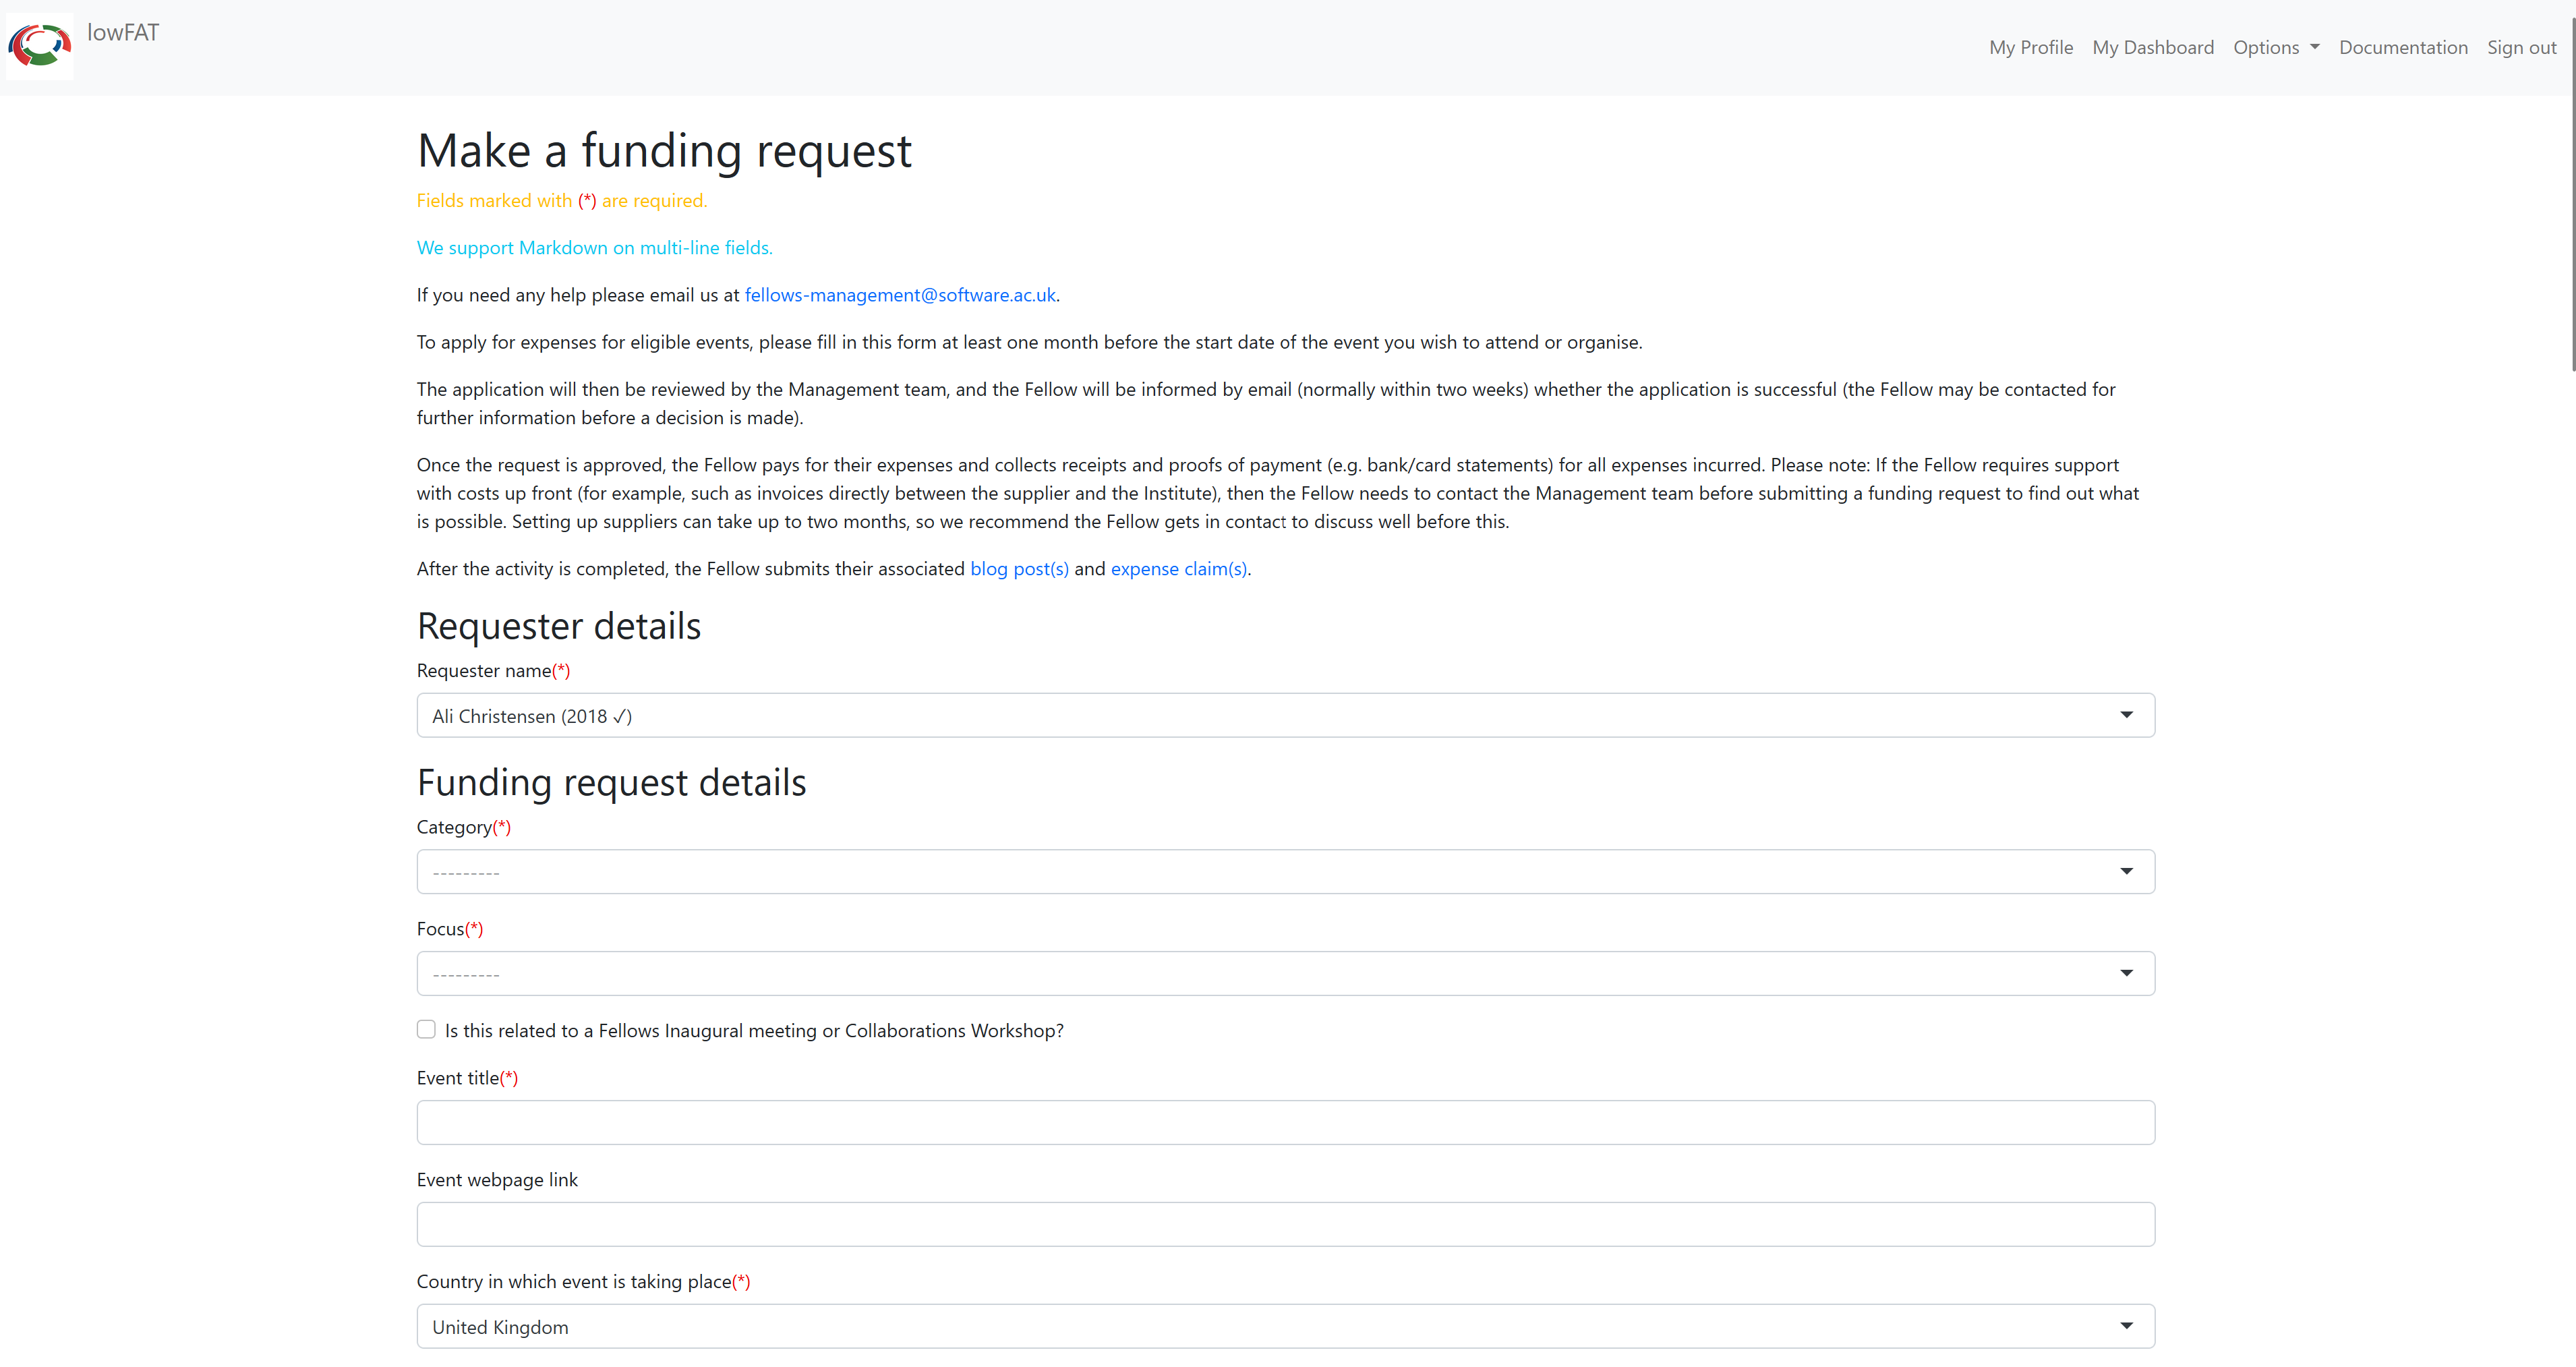 lowFAT
My Profile My Dashboard Options Documentation Sign out
Make a funding request
Fields marked with (*) are required.
We support Markdown on multi-line fields.
If you need any help please email us at fellows-management@software.ac.uk.
To apply for expenses for eligible events, please fill in this form at least one month before the start date of the event you wish to attend or organise.
The application will then be reviewed by the Management team, and the Fellow will be informed by email (normally within two weeks) whether the application is successful (the Fellow may be contacted for
further information before a decision is made).
Once the request is approved, the Fellow pays for their expenses and collects receipts and proofs of payment (e.g. bank/card statements) for all expenses incurred. Please note: If the Fellow requires support
with costs up front (for example, such as invoices directly between the supplier and the Institute), then the Fellow needs to contact the Management team before submitting a funding request to find out what
is possible. Setting up suppliers can take up to two months, so we recommend the Fellow gets in contact to discuss well before this.
After the activity is completed, the Fellow submits their associated blog post(s) and expense claim(s).
Requester details
Requester name(*)
Ali Christensen (2018 ✓)
Funding request details
Category(*)
---------
Focus(*)
---------
Is this related to a Fellows Inaugural meeting or Collaborations Workshop?
Event title(*)
Event webpage link
Country in which event is taking place(*)
United Kingdom